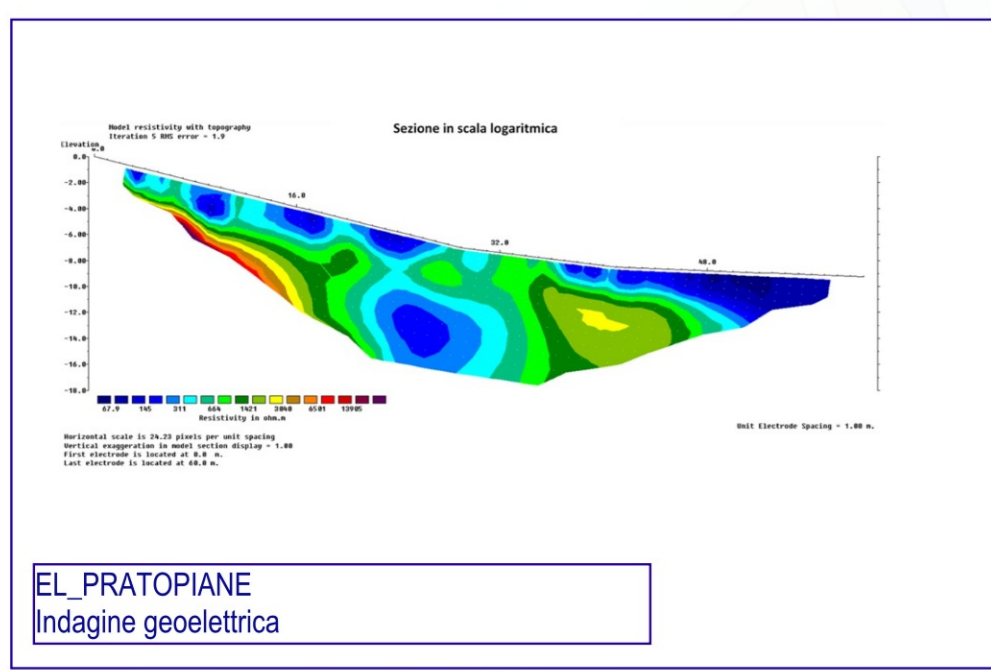 Model resistivity with topography
Iteration 5 RMS error = 1.9
Sezione in scala logaritmica
Elevation
0.0
0.0
-2.00
-4.00
-6.00
-8.00
-10.0
-12.0
-14.0
-16.0
-18.0
16.0
32.0
48.0
67.9 145 311 664 1421 3040 6501 13905
Resistivity in ohm.m
Unit Electrode Spacing = 1.00 m.
Horizontal scale is 24.23 pixels per unit spacing
Vertical exaggeration in model section display = 1.00
First electrode is located at 0.0 m.
Last electrode is located at 60.0 m.
EL_PRATOPIANE
Indagine geoelettrica